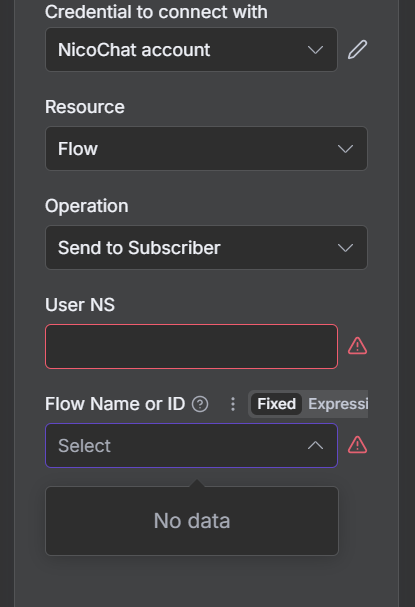 Credential to connect with
NicoChat account
Resource
Flow
Operation
Send to Subscriber
User NS
Flow Name or ID Fixed Expressi
Select
No data